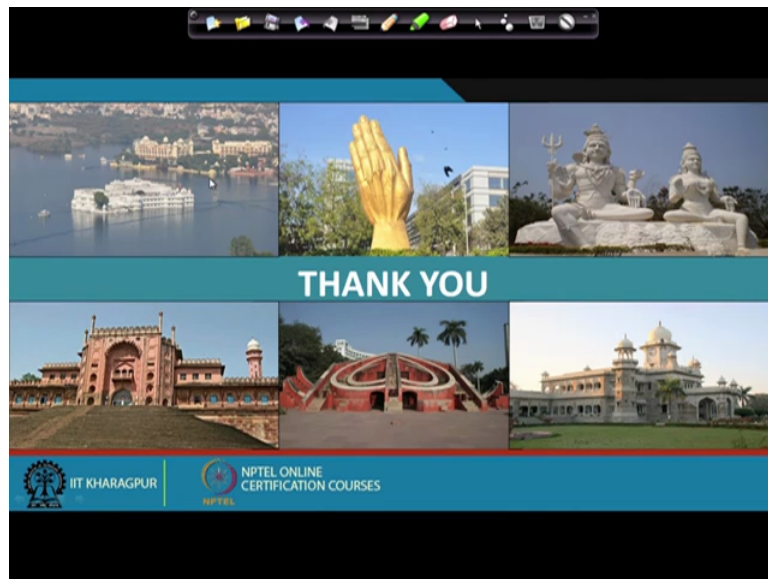 THANK YOU
IIT KHARAGPUR
NPTEL ONLINE
CERTIFICATION COURSES
NPTEL